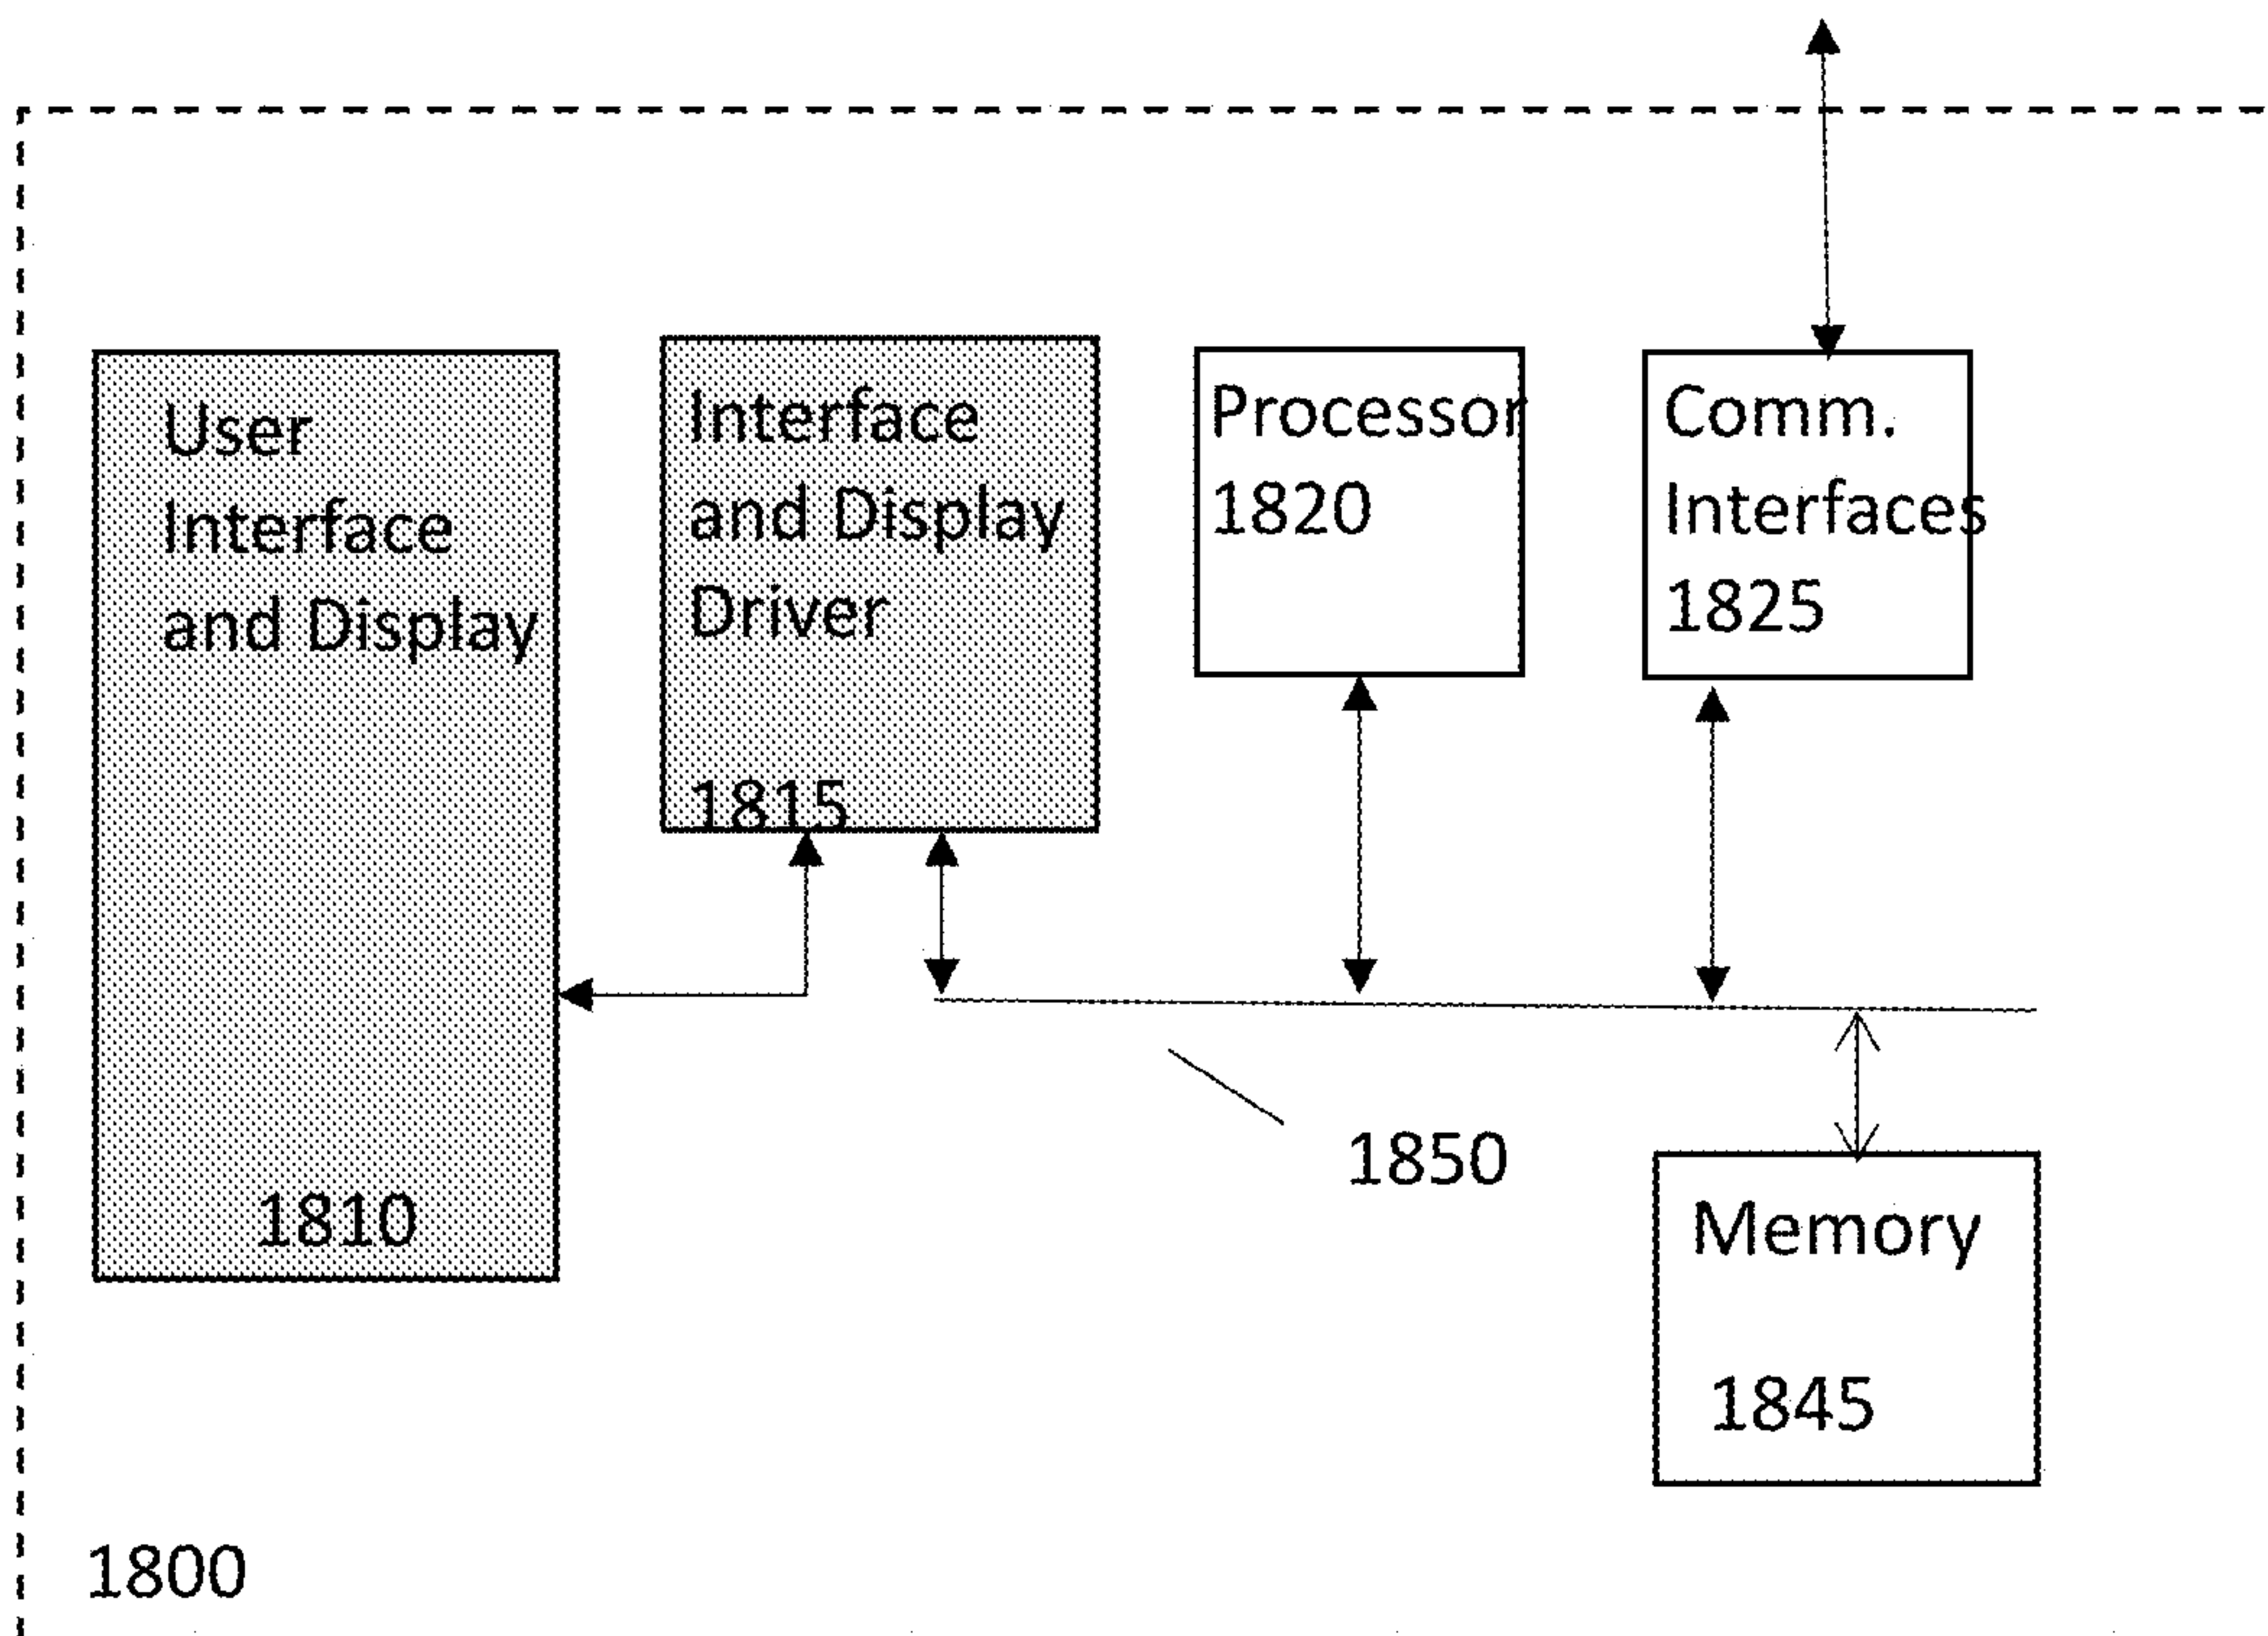 User
Interface
and Display
1810
Interface
and Display
Driver
1815
Processor
1820
Comm.
Interfaces
1825
1850
Memory
1845
1800